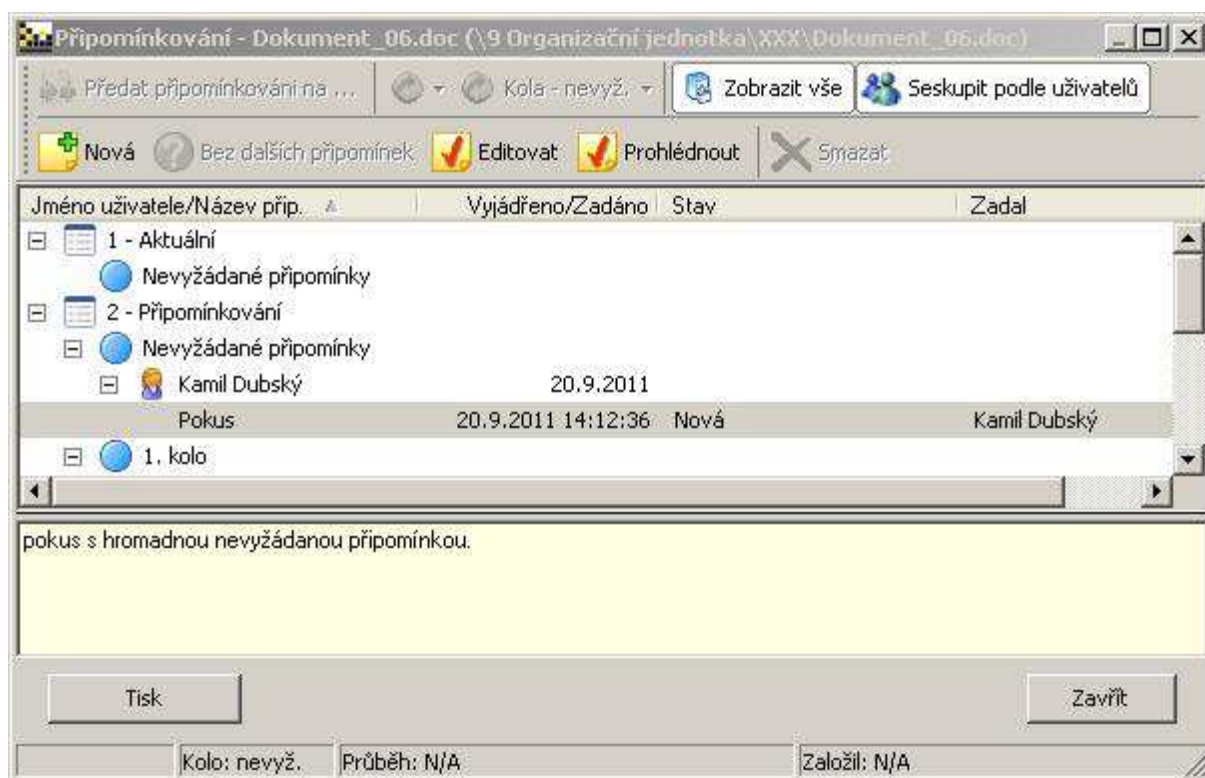 Připomínkování - Dokument_06.doc (\9 Organizační jednotka\XXX\Dokument_06.doc)
Předat připomínkování na ... Kola - nevyž. Zobrazit vše Seskupit podle uživatelů
Nová Bez dalších připomínek Editovat Prohlédnout Smazat
Jméno uživatele/Název přip. Vyjádřeno/Zadáno Stav Zadal
1 - Aktuální
Nevyžádané připomínky
2 - Připomínkování
Nevyžádané připomínky
Kamil Dubský 20.9.2011
Pokus 20.9.2011 14:12:36 Nová Kamil Dubský
1. kolo
pokus s hromadnou nevyžádanou připomínkou.
Tisk Zavřít
Kolo: nevyž. Průběh: N/A Založil: N/A